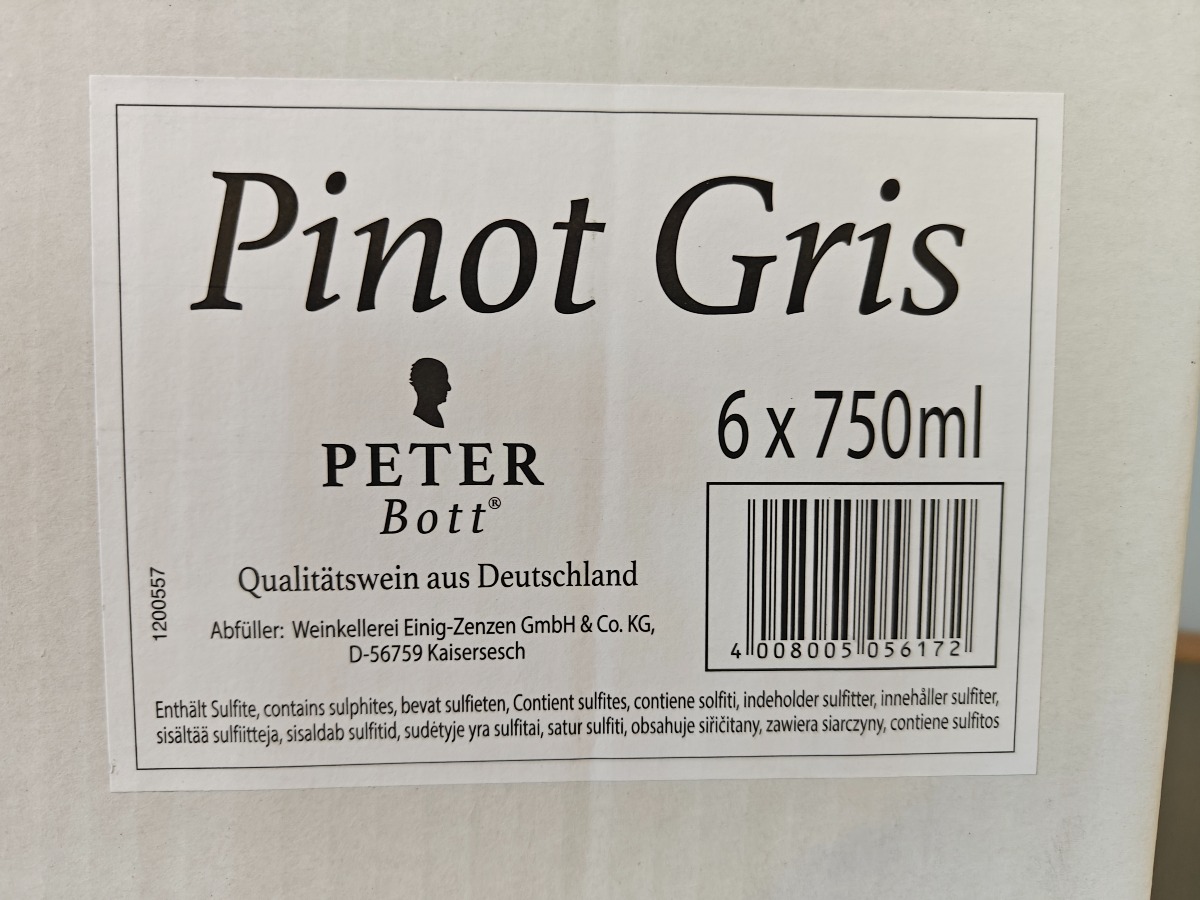 Pinot Gris
PETER
Bott®
6 x 750ml
Qualitätswein aus Deutschland
Abfüller: Weinkellerei Einig-Zenzen GmbH & Co. KG,
D-56759 Kaisersesch
1200557
4 008005 056172
Enthält Sulfite, contains sulphites, bevat sulfieten, Contient sulfites, contiene solfiti, indeholder sulfitter, innehåller sulfiter,
sisältää sulfiitteja, sisaldab sulfitid, sudėtyje yra sulfitai, satur sulfiti, obsahuje siřičitany, zawiera siarczyny, contiene sulfitos